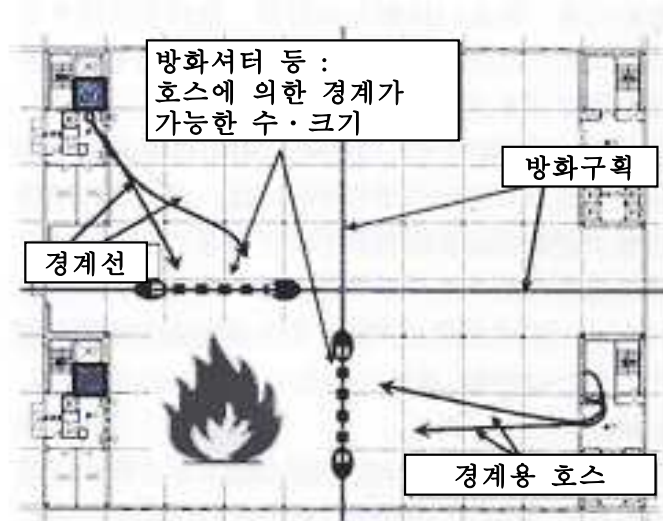 방화셔터 등 :
호스에 의한 경계가
가능한 수 · 크기
방화구획
경계선
경계용 호스